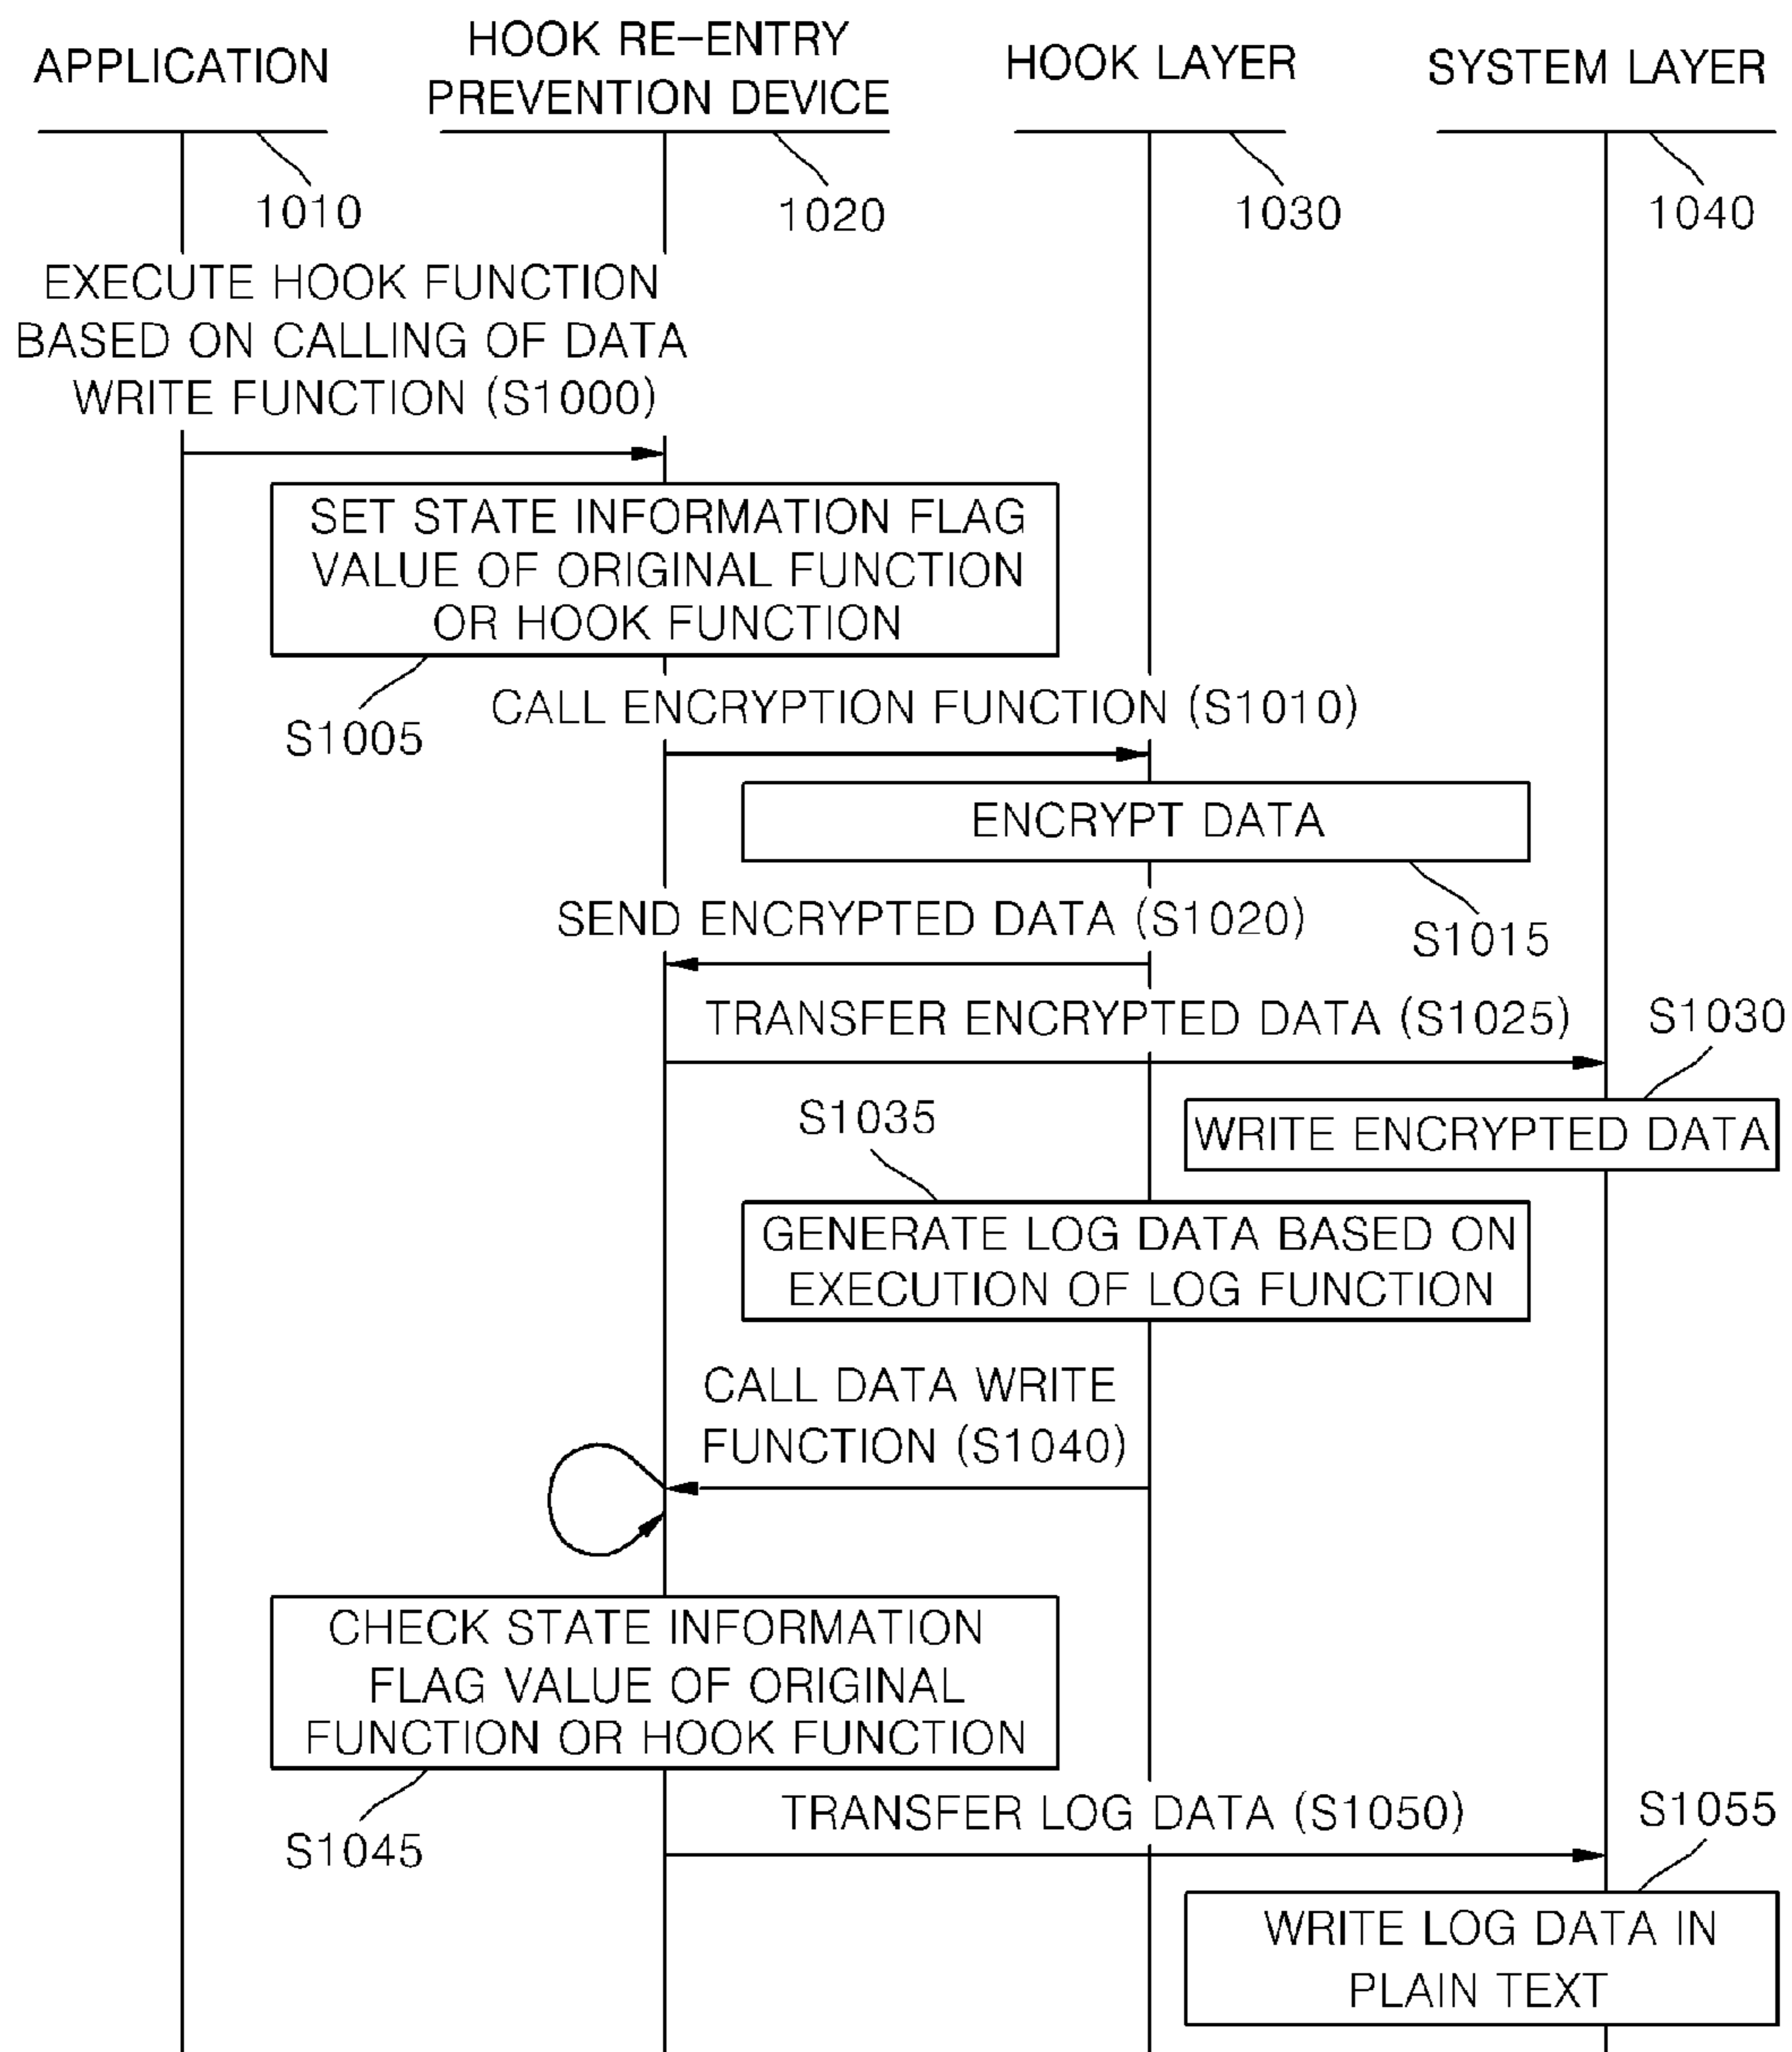 APPLICATION
HOOK RE-ENTRY
PREVENTION DEVICE
HOOK LAYER
SYSTEM LAYER
1010
1020
1030
1040
EXECUTE HOOK FUNCTION
BASED ON CALLING OF DATA
WRITE FUNCTION (S1000)
SET STATE INFORMATION FLAG
VALUE OF ORIGINAL FUNCTION
OR HOOK FUNCTION
S1005
CALL ENCRYPTION FUNCTION (S1010)
ENCRYPT DATA
S1015
SEND ENCRYPTED DATA (S1020)
TRANSFER ENCRYPTED DATA (S1025)
S1030
WRITE ENCRYPTED DATA
S1035
GENERATE LOG DATA BASED ON
EXECUTION OF LOG FUNCTION
CALL DATA WRITE
FUNCTION (S1040)
CHECK STATE INFORMATION
FLAG VALUE OF ORIGINAL
FUNCTION OR HOOK FUNCTION
S1045
TRANSFER LOG DATA (S1050)
S1055
WRITE LOG DATA IN
PLAIN TEXT